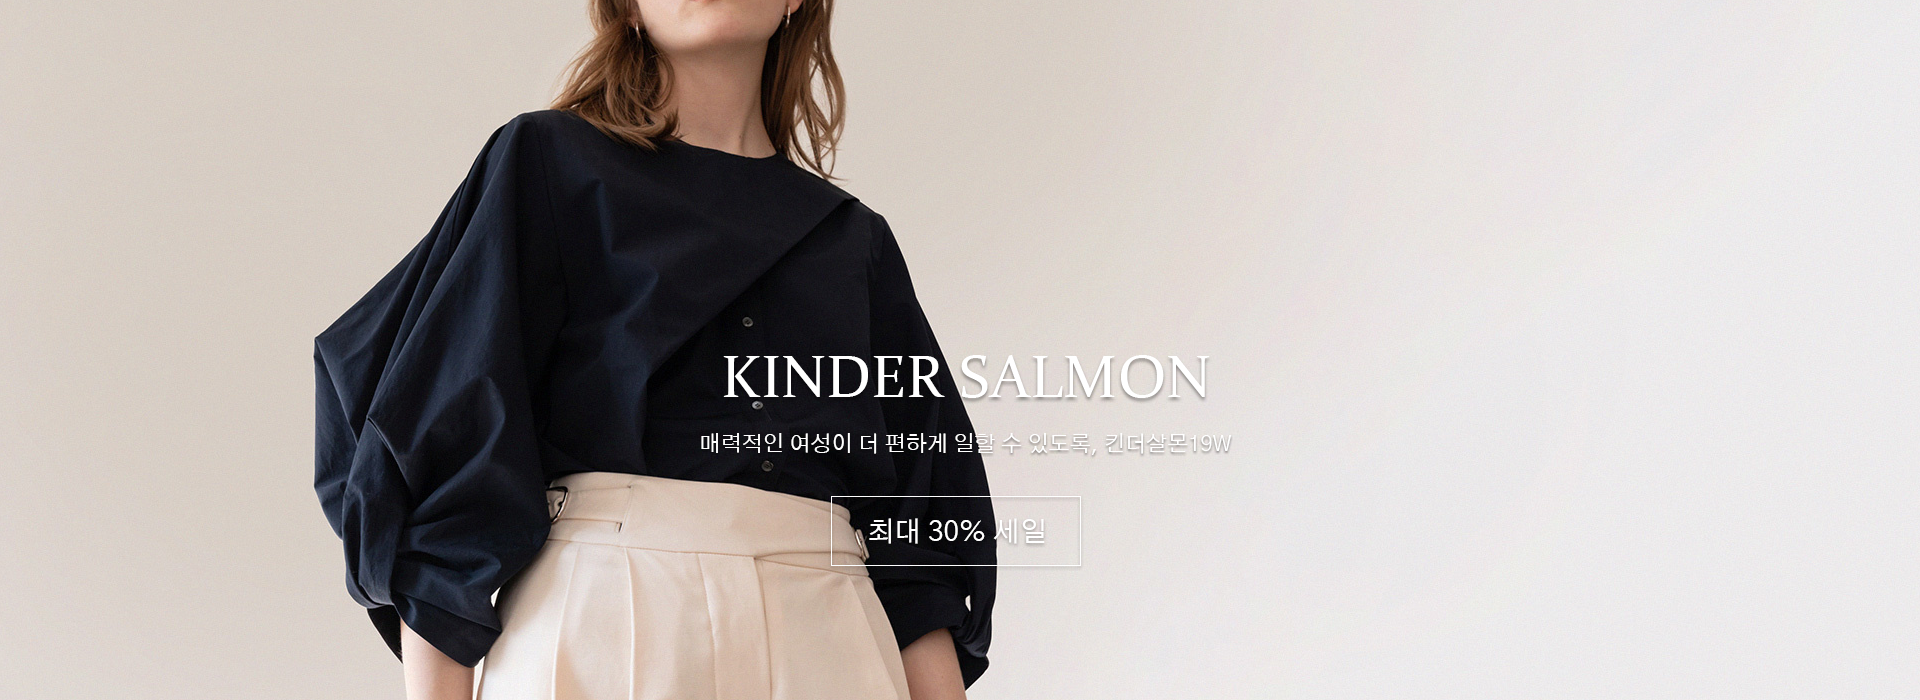 KINDER SALMON
매력적인 여성이 더 편하게 일할 수 있도록, 킨더살몬19W
최대 30% 세일